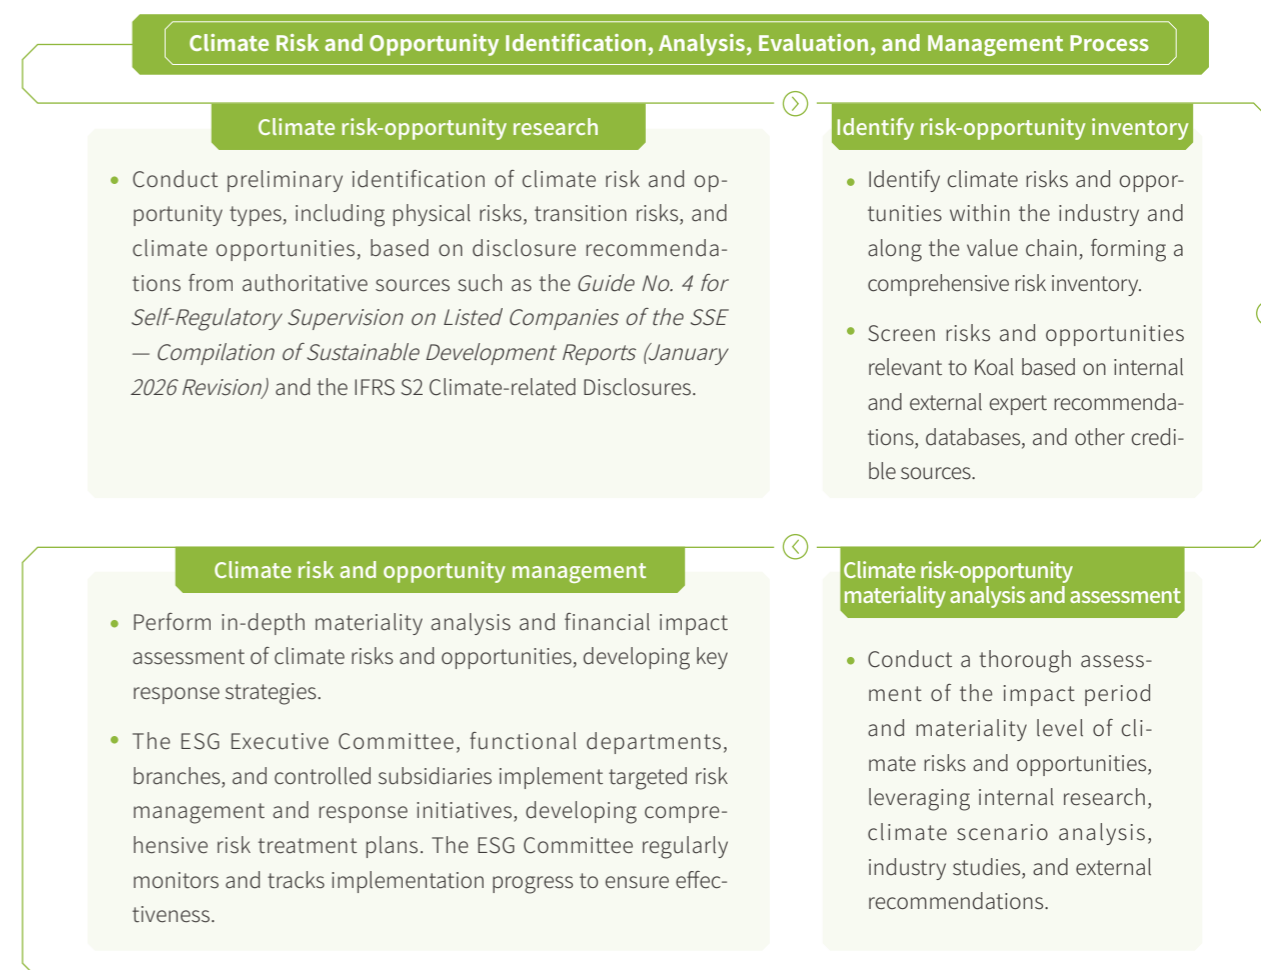 Climate Risk and Opportunity Identification, Analysis, Evaluation, and Management Process
Climate risk-opportunity research
• Conduct preliminary identification of climate risk and op-
portunity types, including physical risks, transition risks, and
climate opportunities, based on disclosure recommenda-
tions from authoritative sources such as the Guide No. 4 for
Self-Regulatory Supervision on Listed Companies of the SSE
— Compilation of Sustainable Development Reports (January
2026 Revision) and the IFRS S2 Climate-related Disclosures.
Identify risk-opportunity inventory
• Identify climate risks and oppor-
tunities within the industry and
along the value chain, forming a
comprehensive risk inventory.
• Screen risks and opportunities
relevant to Koal based on internal
and external expert recommenda-
tions, databases, and other credi-
ble sources.
Climate risk-opportunity
materiality analysis and assessment
• Conduct a thorough assess-
ment of the impact period
and materiality level of cli-
mate risks and opportunities,
leveraging internal research,
climate scenario analysis,
industry studies, and external
recommendations.
Climate risk and opportunity management
• Perform in-depth materiality analysis and financial impact
assessment of climate risks and opportunities, developing key
response strategies.
• The ESG Executive Committee, functional departments,
branches, and controlled subsidiaries implement targeted risk
management and response initiatives, developing compre-
hensive risk treatment plans. The ESG Committee regularly
monitors and tracks implementation progress to ensure effec-
tiveness.